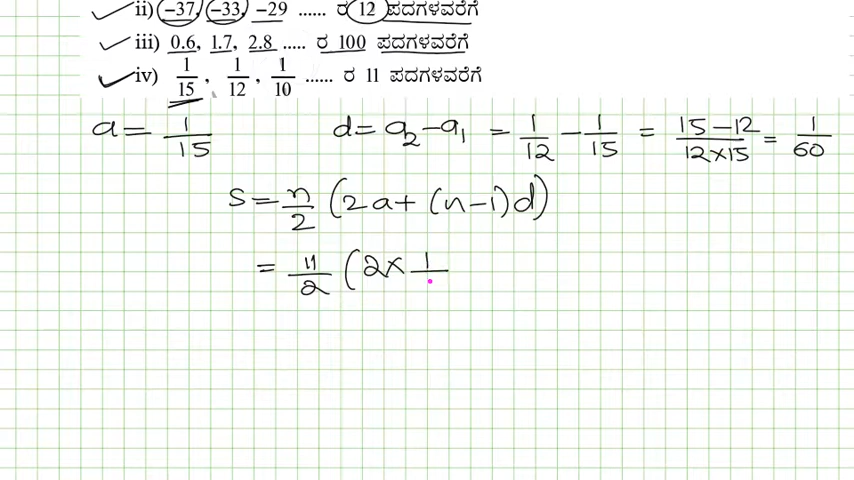 ii) –37, –33, –29 ...... ರ 12 ಪದಗಳವರೆಗೆ
iii) 0.6, 1.7, 2.8 ..... ರ 100 ಪದಗಳವರೆಗೆ
iv) 1/15, 1/12, 1/10 ...... ರ 11 ಪದಗಳವರೆಗೆ
a = 1/15 d = a₂ – a₁ = 1/12 – 1/15 = (15 – 12)/(12×15) = 1/60
S = n/2 (2a + (n – 1)d)
= 11/2 (2 × 1/